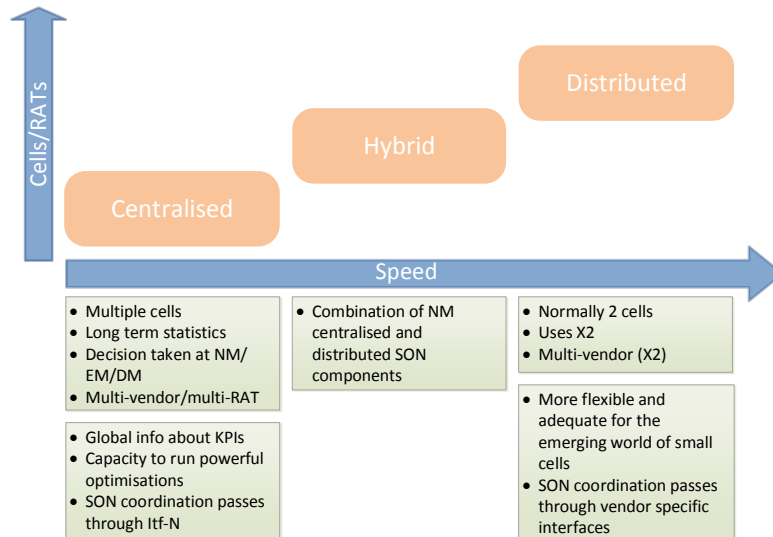 Cells/RATs
Distributed
Hybrid
Centralised
Speed
• Multiple cells
• Long term statistics
• Decision taken at NM/
EM/DM
• Multi-vendor/multi-RAT
• Global info about KPIs
• Capacity to run powerful
optimisations
• SON coordination passes
through Itf-N
• Combination of NM
centralised and
distributed SON
components
• Normally 2 cells
• Uses X2
• Multi-vendor (X2)
• More flexible and
adequate for the
emerging world of small
cells
• SON coordination passes
through vendor specific
interfaces